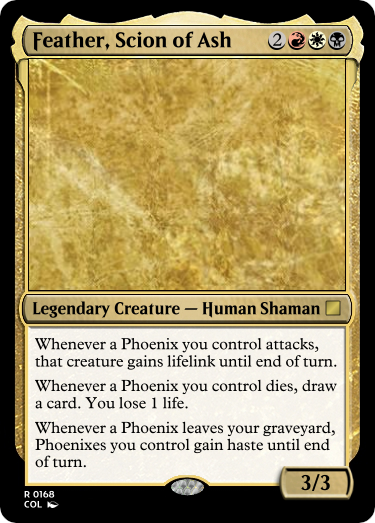 Feather, Scion of Ash 2
Legendary Creature — Human Shaman
Whenever a Phoenix you control attacks,
that creature gains lifelink until end of turn.
Whenever a Phoenix you control dies, draw
a card. You lose 1 life.
Whenever a Phoenix leaves your graveyard,
Phoenixes you control gain haste until end
of turn.
3/3
R 0168
COL